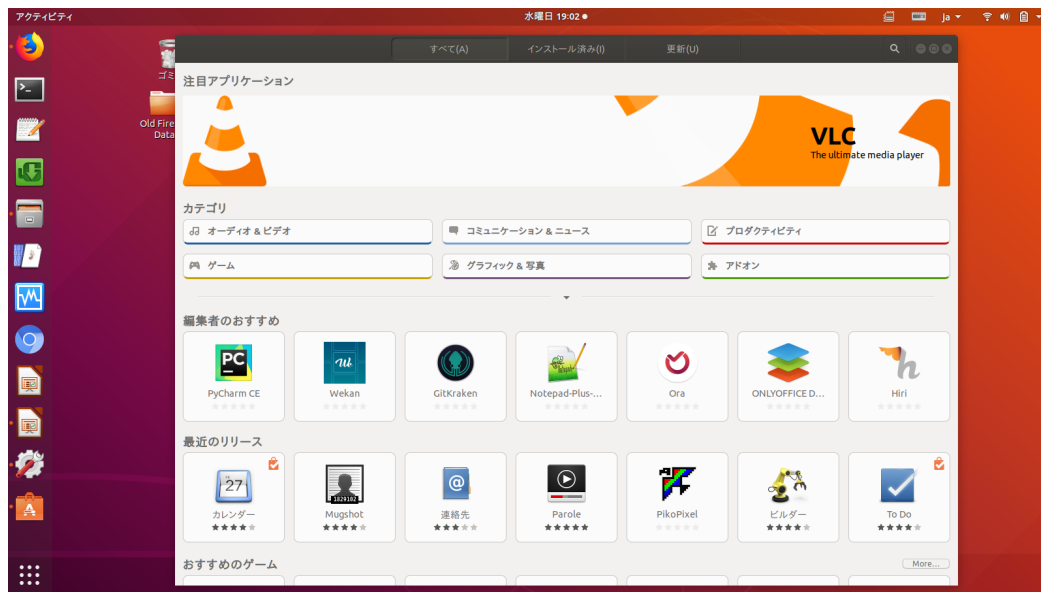 アクティビティ
水曜日 19:02
ja
すべて(A)
インストール済み(I)
更新(U)
ゴミ
Old Fire
Data
注目アプリケーション
VLC
The ultimate media player
カテゴリ
オーディオ & ビデオ
コミュニケーション & ニュース
プロダクティビティ
ゲーム
グラフィック & 写真
アドオン
編集者のおすすめ
PC
PyCharm CE
Wekan
GitKraken
Notepad-Plus-...
Ora
ONLYOFFICE D...
Hiri
最近のリリース
27
カレンダー
Mugshot
連絡先
Parole
PikoPixel
ビルダー
To Do
おすすめのゲーム
More...